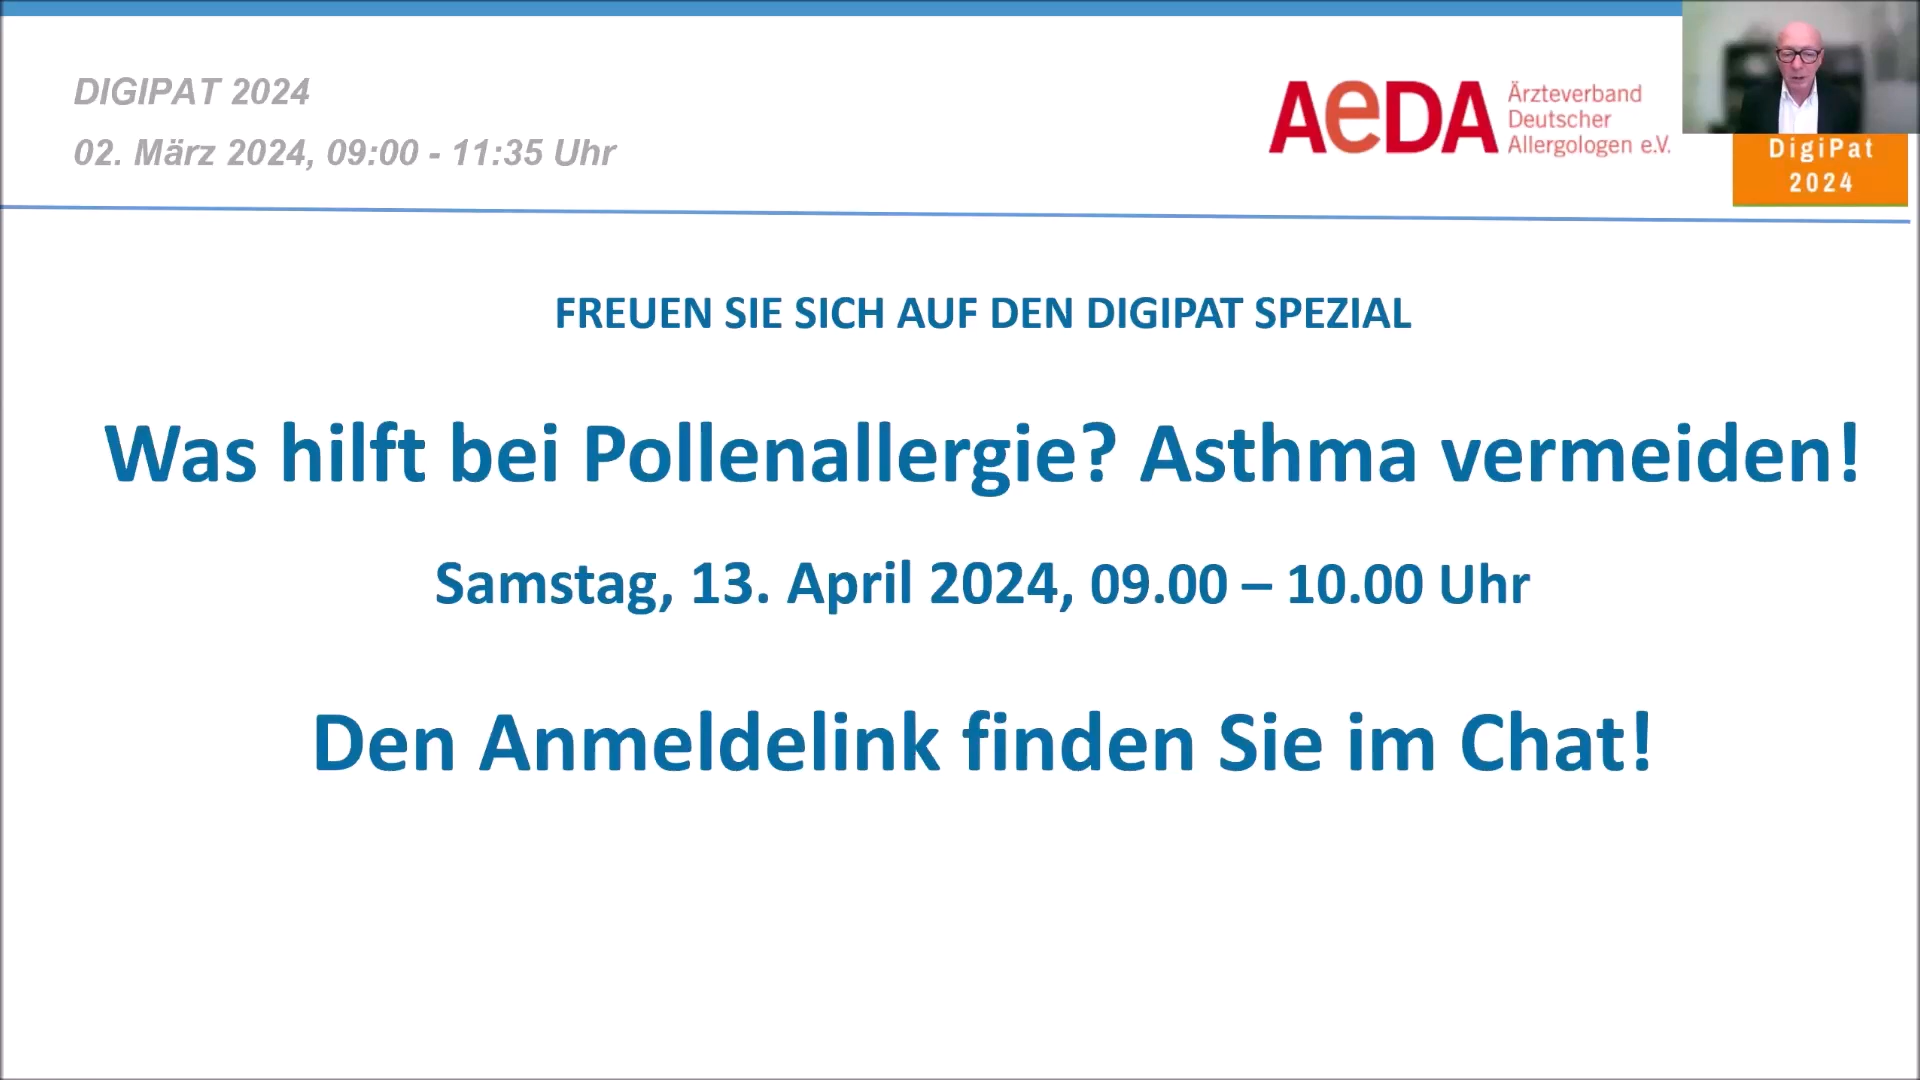 DIGIPAT 2024
02. März 2024, 09:00 - 11:35 Uhr
AeDA
Ärzteverband
Deutscher
Allergologen e.V.
DigiPat
2024
FREUEN SIE SICH AUF DEN DIGIPAT SPEZIAL
Was hilft bei Pollenallergie? Asthma vermeiden!
Samstag, 13. April 2024, 09.00 – 10.00 Uhr
Den Anmeldelink finden Sie im Chat!